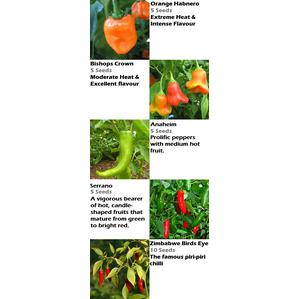 Orange Habnero
5 Seeds
Extreme Heat &
Intense Flavour
Bishops Crown
5 Seeds
Moderate Heat &
Excellent flavour
Anaheim
5 Seeds
Prolific peppers
with medium hot
fruit.
Serrano
5 Seeds
A vigorous bearer
of hot, candle-
shaped fruits that
mature from green
to bright red.
Zimbabwe Birds Eye
10 Seeds
The famous piri-piri
chilli